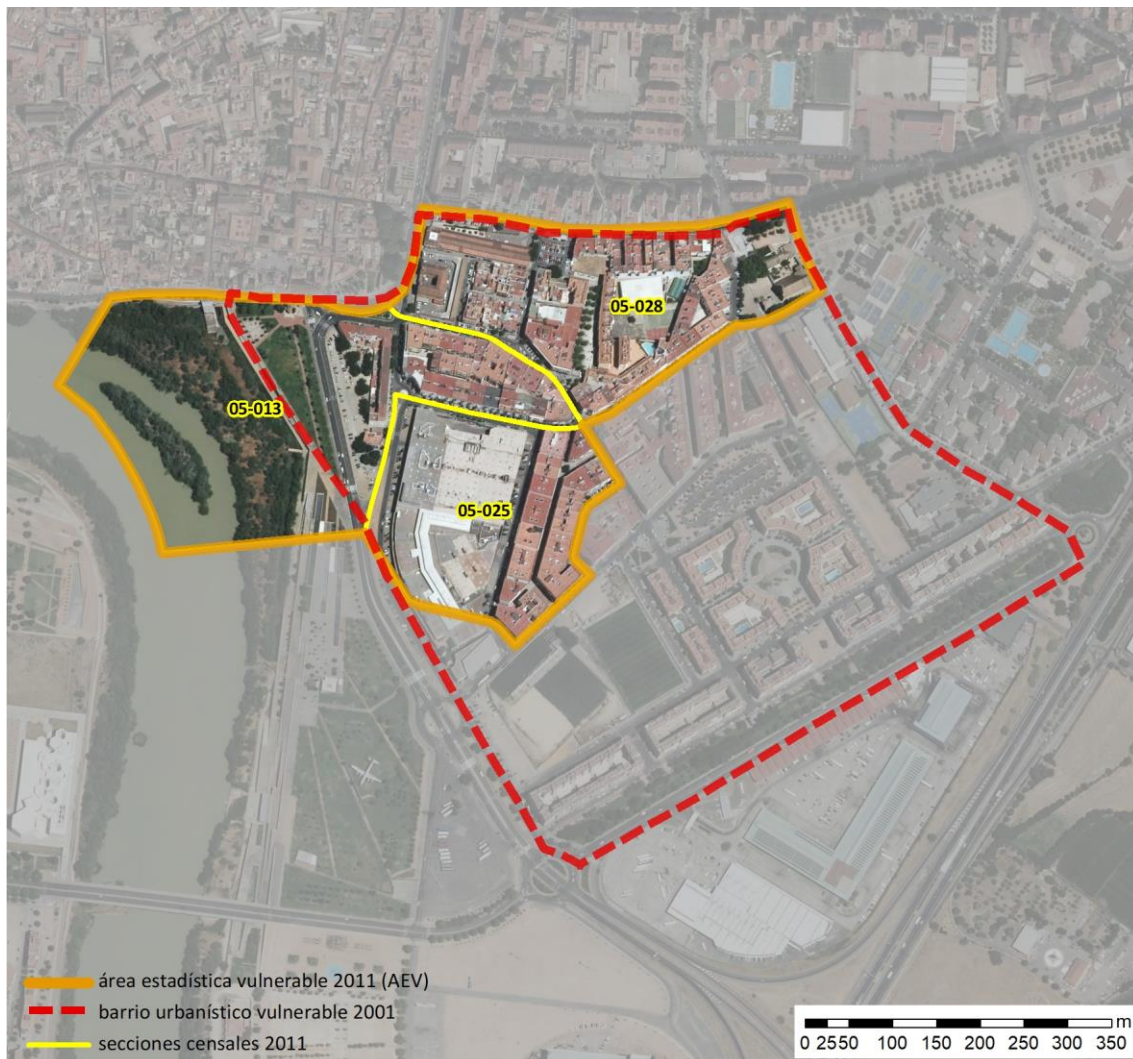 05-028
05-013
05-025
área estadística vulnerable 2011 (AEV)
barrio urbanístico vulnerable 2001
secciones censales 2011
m
0 2550 100 150 200 250 300 350